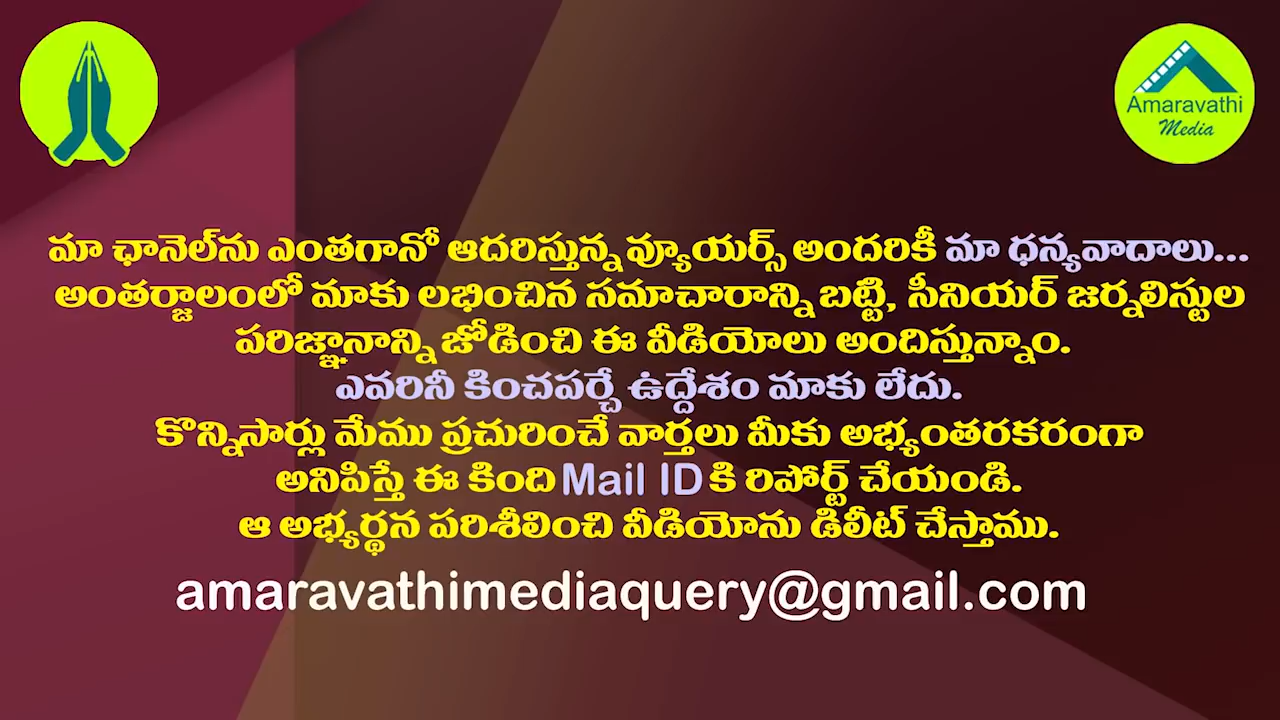 Amaravathi
Media
మా ఛానెల్‌ను ఎంతగానో ఆదరిస్తున్న వ్యూయర్స్ అందరికీ మా ధన్యవాదాలు...
అంతర్జాలంలో మాకు లభించిన సమాచారాన్ని బట్టి, సీనియర్ జర్నలిస్టుల
పరిజ్ఞానాన్ని జోడించి ఈ వీడియోలు అందిస్తున్నాం.
ఎవరినీ కించపర్చే ఉద్దేశం మాకు లేదు.
కొన్నిసార్లు మేము ప్రచురించే వార్తలు మీకు అభ్యంతరకరంగా
అనిపిస్తే ఈ కింది Mail ID కి రిపోర్ట్ చేయండి.
ఆ అభ్యర్థన పరిశీలించి వీడియోను డిలీట్ చేస్తాము.
amaravathimediaquery@gmail.com